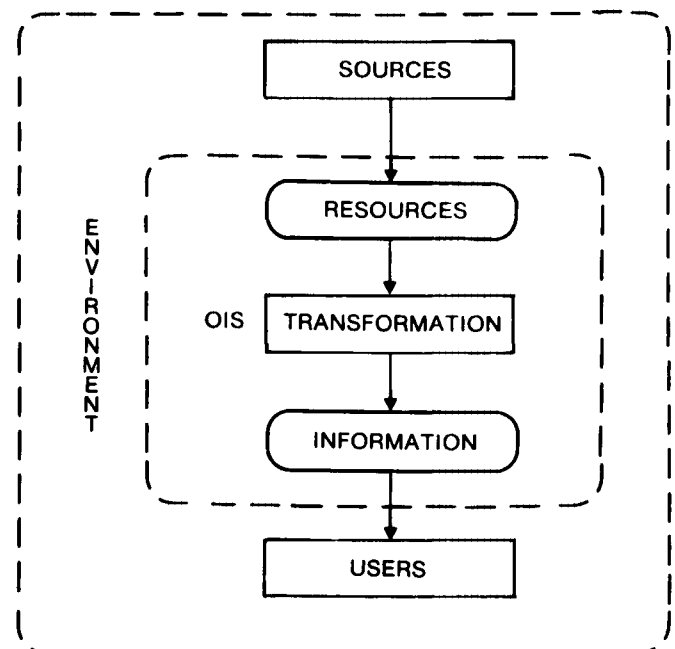 SOURCES
RESOURCES
ENVIRONMENT
OIS
TRANSFORMATION
INFORMATION
USERS